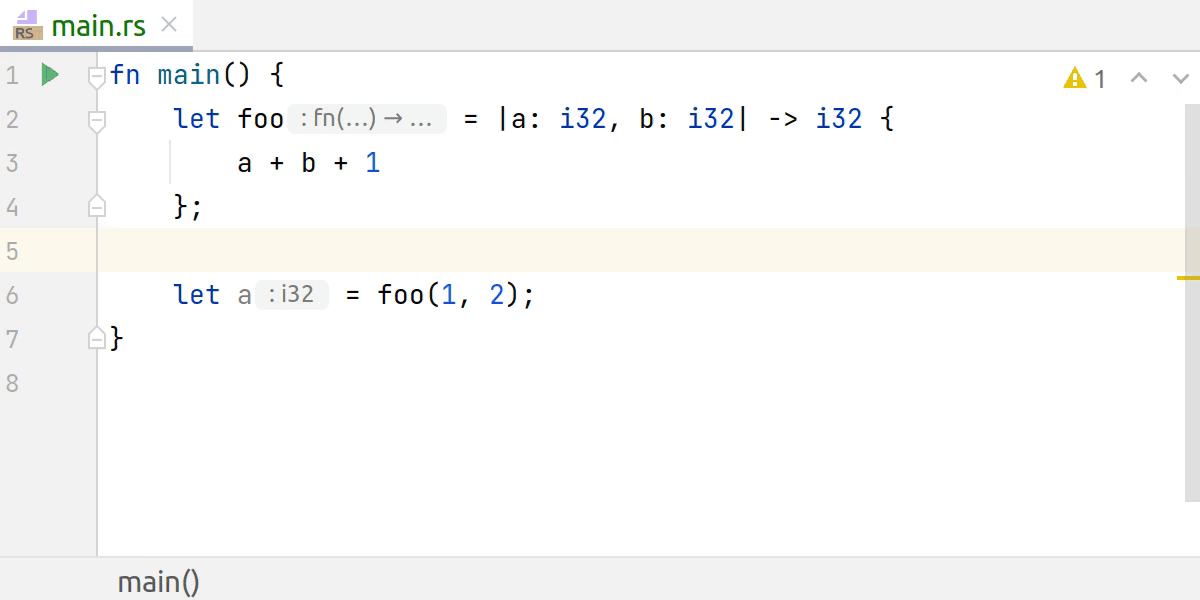 RS main.rs
1 fn main() {
2 let foo : fn(...) → ... = |a: i32, b: i32| -> i32 {
3 a + b + 1
4 };
5
6 let a : i32 = foo(1, 2);
7 }
8
1
main()